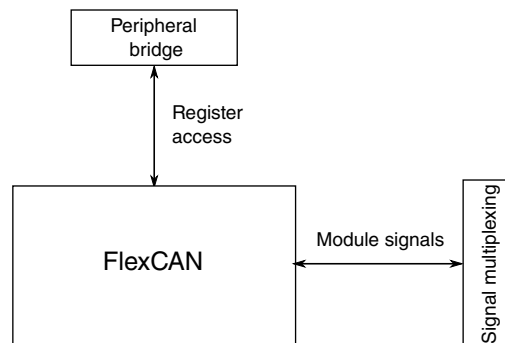 Peripheral
bridge
Register
access
FlexCAN
Module signals
Signal multiplexing